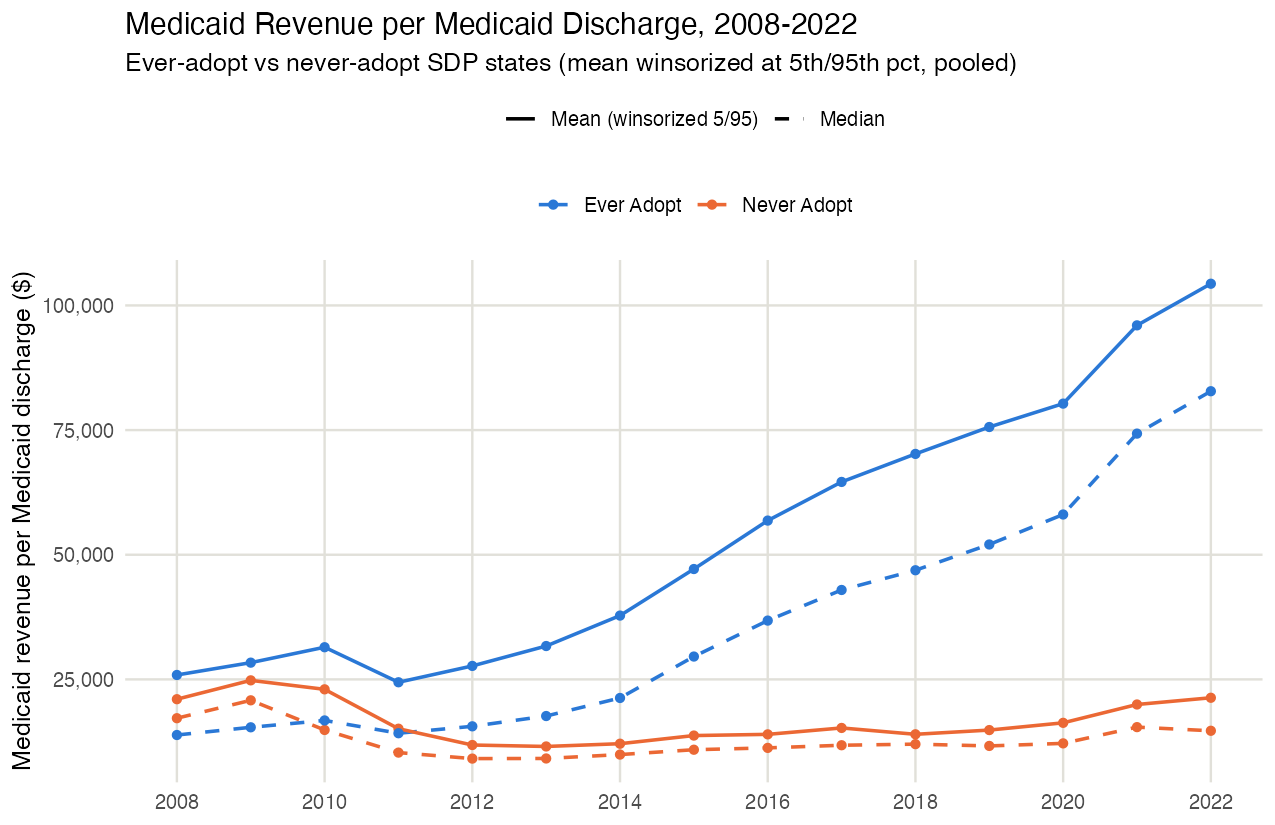 Medicaid Revenue per Medicaid Discharge, 2008-2022
Ever-adopt vs never-adopt SDP states (mean winsorized at 5th/95th pct, pooled)
Mean (winsorized 5/95) Median
Ever Adopt Never Adopt
Medicaid revenue per Medicaid discharge ($)
100,000
75,000
50,000
25,000
2008 2010 2012 2014 2016 2018 2020 2022